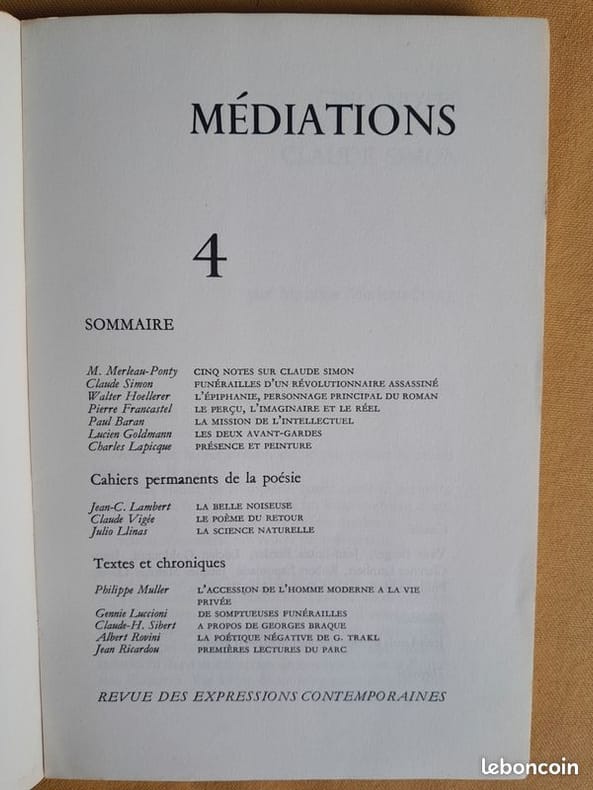 MÉDIATIONS
4
SOMMAIRE
M. Merleau-Ponty CINQ NOTES SUR CLAUDE SIMON
Claude Simon FUNÉRAILLES D'UN RÉVOLUTIONNAIRE ASSASSINÉ
Walter Hoellerer L'ÉPIPHANIE, PERSONNAGE PRINCIPAL DU ROMAN
Pierre Francastel LE PERÇU, L'IMAGINAIRE ET LE RÉEL
Paul Baran LA MISSION DE L'INTELLECTUEL
Lucien Goldmann LES DEUX AVANT-GARDES
Charles Lapicque PRÉSENCE ET PEINTURE
Cahiers permanents de la poésie
Jean-C. Lambert LA BELLE NOISEUSE
Claude Vigée LE POÈME DU RETOUR
Julio Llinas LA SCIENCE NATURELLE
Textes et chroniques
Philippe Muller L'ACCESSION DE L'HOMME MODERNE A LA VIE
PRIVÉE
Gennie Luccioni DE SOMPTUEUSES FUNÉRAILLES
Claude-H. Sibert A PROPOS DE GEORGES BRAQUE
Albert Rovini LA POÉTIQUE NÉGATIVE DE G. TRAKL
Jean Ricardou PREMIÈRES LECTURES DU PARC
REVUE DES EXPRESSIONS CONTEMPORAINES
leboncoin